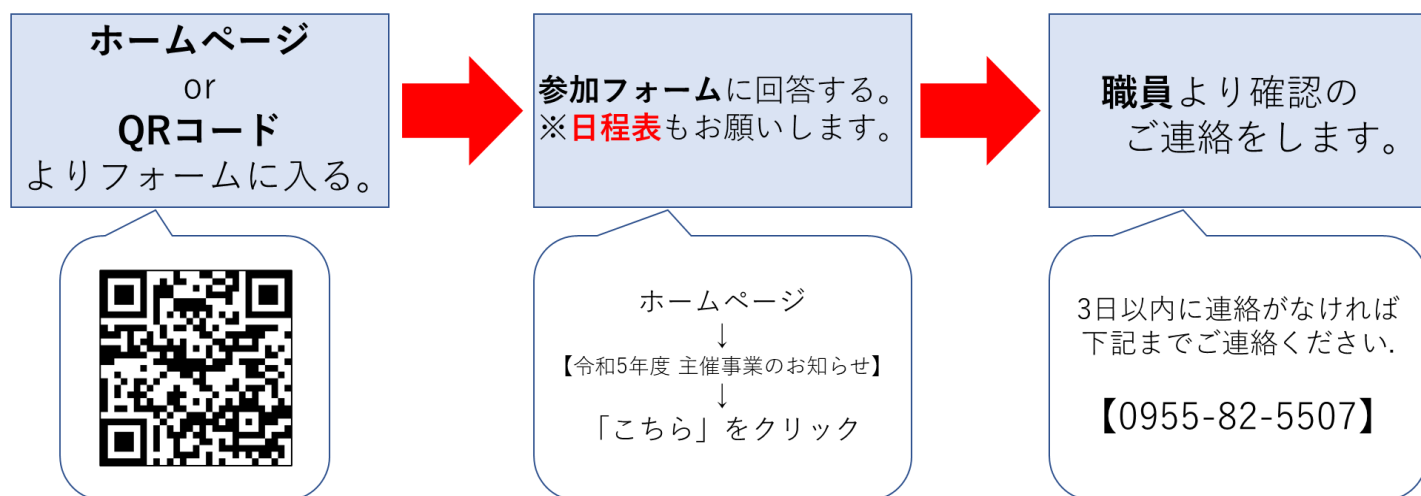 ホームページ
or
QRコード
よりフォームに入る。
参加フォームに回答する。
※日程表もお願いします。
職員より確認の
ご連絡をします。
ホームページ
↓
【令和5年度 主催事業のお知らせ】
↓
「こちら」をクリック
3日以内に連絡がなければ
下記までご連絡ください.
【0955-82-5507】